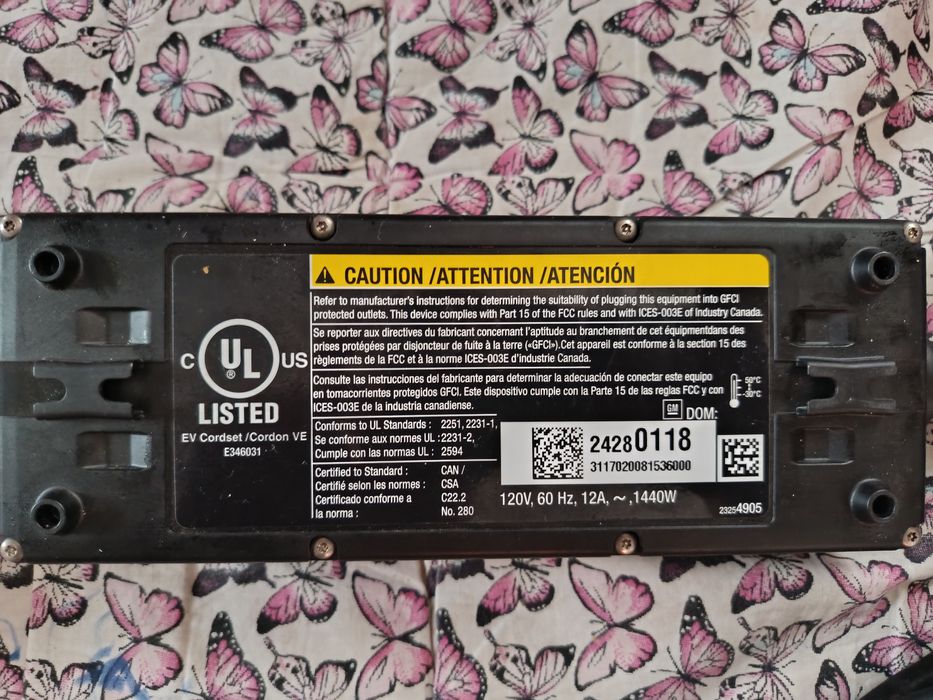 CAUTION /ATTENTION /ATENCIÓN
Refer to manufacturer's instructions for determining the suitability of plugging this equipment into GFCI
protected outlets. This device complies with Part 15 of the FCC rules and with ICES-003E of Industry Canada.
Se reporter aux directives du fabricant concernant l'aptitude au branchement de cet équipmentdans des
prises protégées par disjoncteur de fuite à la terre («GFCI»).Cet appareil est conforme à la section 15 des
règlements de la FCC et à la norme ICES-003E d'industrie Canada.
Consulte las instrucciones del fabricante para determinar la adecuación de conectar este equipo
en tomacorrientes protegidos GFCI. Este dispositivo cumple con la Parte 15 de las reglas FCC y con
ICES-003E de la industria canadiense.
50°C
-30°C
C UL US
®
LISTED
EV Cordset /Cordon VE
E346031
GM DOM:
Conforms to UL Standards : 2251, 2231-1,
Se conforme aux normes UL : 2231-2,
Cumple con las normas UL : 2594
Certified to Standard : CAN /
Certifié selon les normes : CSA
Certificado conforme a C22.2
la norma : No. 280
24280118
3117020081536000
120V, 60 Hz, 12A, ~ ,1440W
23254905